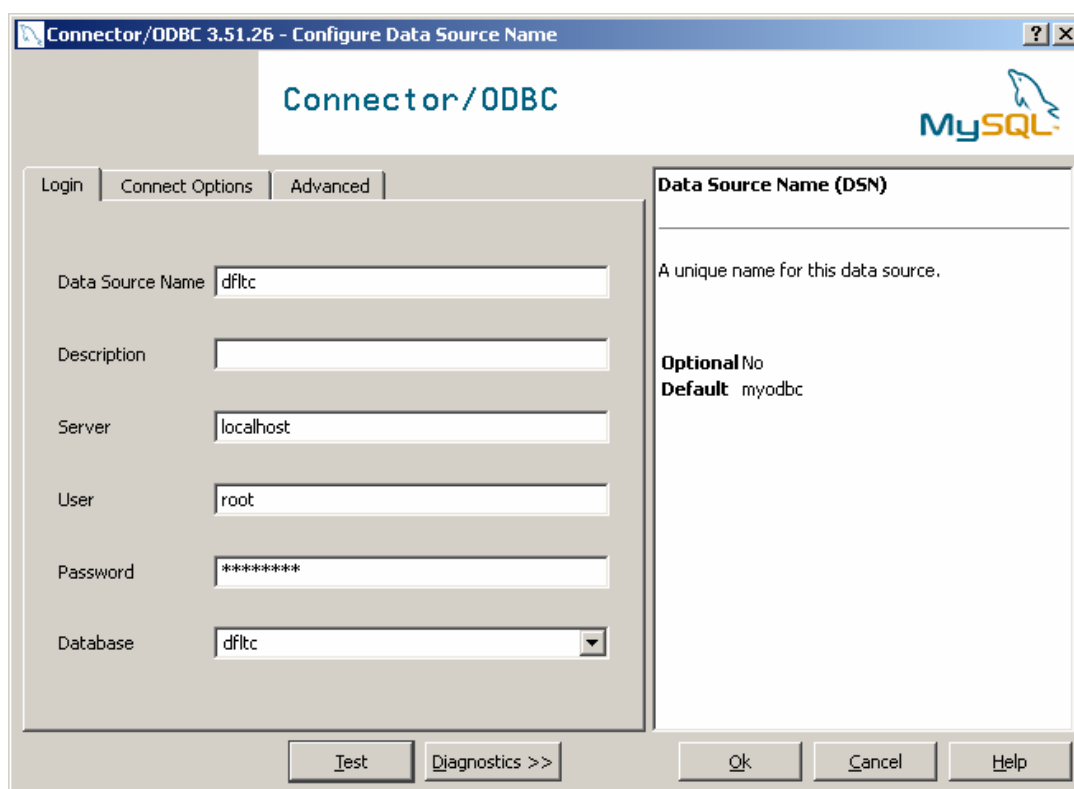 Connector/ODBC 3.51.26 - Configure Data Source Name
Connector/ODBC
MySQL
Login
Connect Options
Advanced
Data Source Name dfltc
Description
Server localhost
User root
Password ********
Database dfltc
Data Source Name (DSN)
A unique name for this data source.
Optional No
Default myodbc
Test
Diagnostics >>
Ok
Cancel
Help